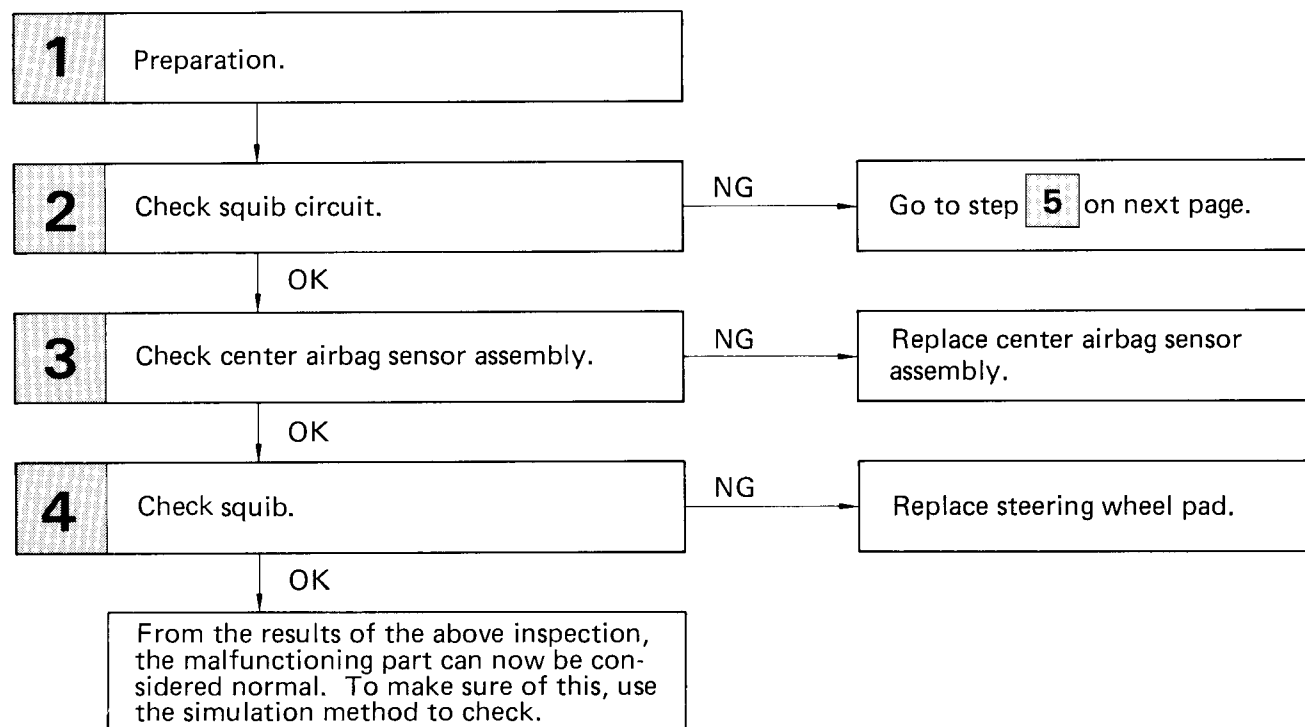 1 Preparation.
2 Check squib circuit.
NG
Go to step 5 on next page.
OK
3 Check center airbag sensor assembly.
NG
Replace center airbag sensor
assembly.
OK
4 Check squib.
NG
Replace steering wheel pad.
OK
From the results of the above inspection,
the malfunctioning part can now be con-
sidered normal. To make sure of this, use
the simulation method to check.